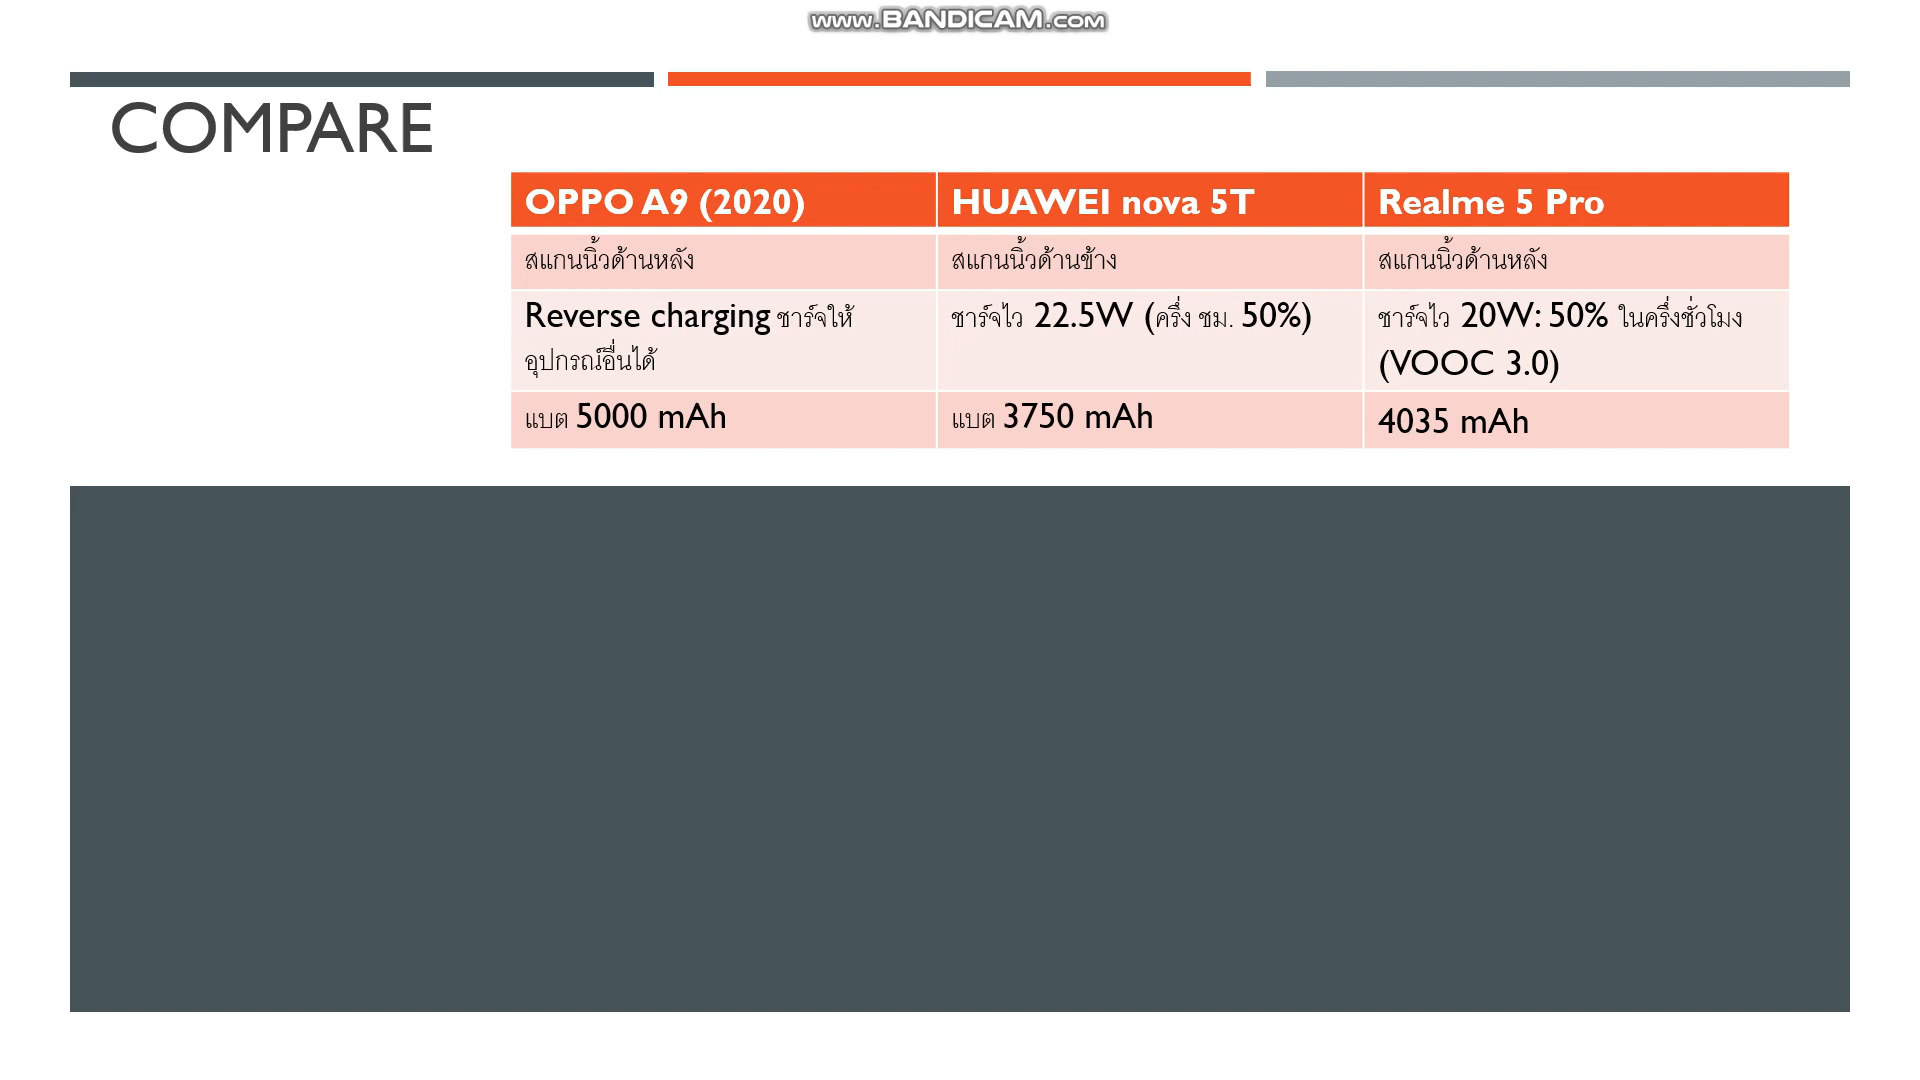 www.BANDICAM.com
COMPARE
OPPO A9 (2020)
HUAWEI nova 5T
Realme 5 Pro
สแกนนิ้วด้านหลัง
สแกนนิ้วด้านข้าง
สแกนนิ้วด้านหลัง
Reverse charging ชาร์จให้
อุปกรณ์อื่นได้
ชาร์จไว 22.5W (ครึ่ง ชม. 50%)
ชาร์จไว 20W: 50% ในครึ่งชั่วโมง
(VOOC 3.0)
แบต 5000 mAh
แบต 3750 mAh
4035 mAh